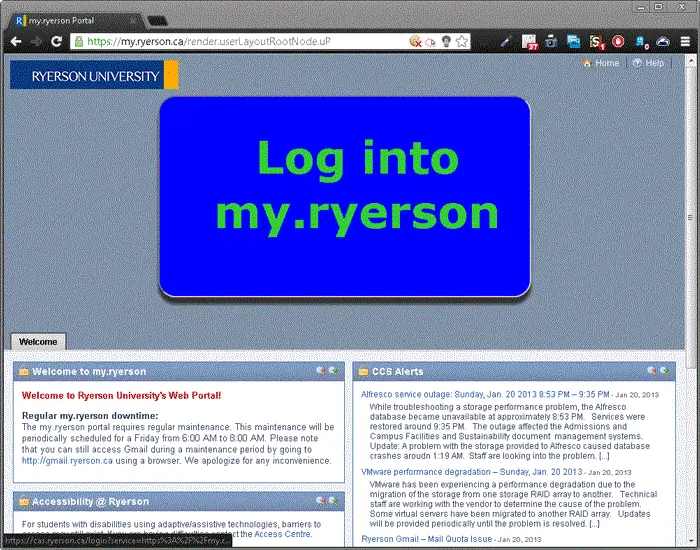 my.ryerson Portal
https://my.ryerson.ca/render.userLayoutRootNode.uP
37
RYERSON UNIVERSITY
Home
Help
Log into
my.ryerson
Welcome
Welcome to my.ryerson
Welcome to Ryerson University's Web Portal!
Regular my.ryerson downtime:
The my.ryerson portal requires regular maintenance. This maintenance will be
periodically scheduled for a Friday from 6:00 AM to 8:00 AM. Please note
that you can still access Gmail during a maintenance period by going to
http://gmail.ryerson.ca using a browser. We apologize for any inconvenience.
Accessibility @ Ryerson
For students with disabilities using adaptive/assistive technologies, barriers to
contact the Access Centre.
https://cas.ryerson.ca/login?service=https%3A%2F%2Fmy.r...
CCS Alerts
Alfresco service outage: Sunday, Jan. 20 2013 8:53 PM – 9:35 PM - Jan 20, 2013
While troubleshooting a storage performance problem, the Alfresco
database became unavailable at approximately 8:53 PM. Services were
restored around 9:35 PM. The outage affected the Admissions and
Campus Facilities and Sustainability document management systems.
Update: A problem with the storage provided to Alfresco caused database
crashes aroudn 1:19 AM. Staff are looking into the problem. [...]
VMware performance degradation – Sunday, Jan. 20 2013 - Jan 20, 2013
VMware has been experiencing a performance degradation due to the
migration of the storage from one storage RAID array to another. Technical
staff are working with the vendor to determine the cause of the problem.
Some virtual servers have been migrated to another RAID array. Updates
will be provided periodically until the problem is resolved. [...]
Ryerson Gmail – Mail Quota Issue - Jan 20, 2013